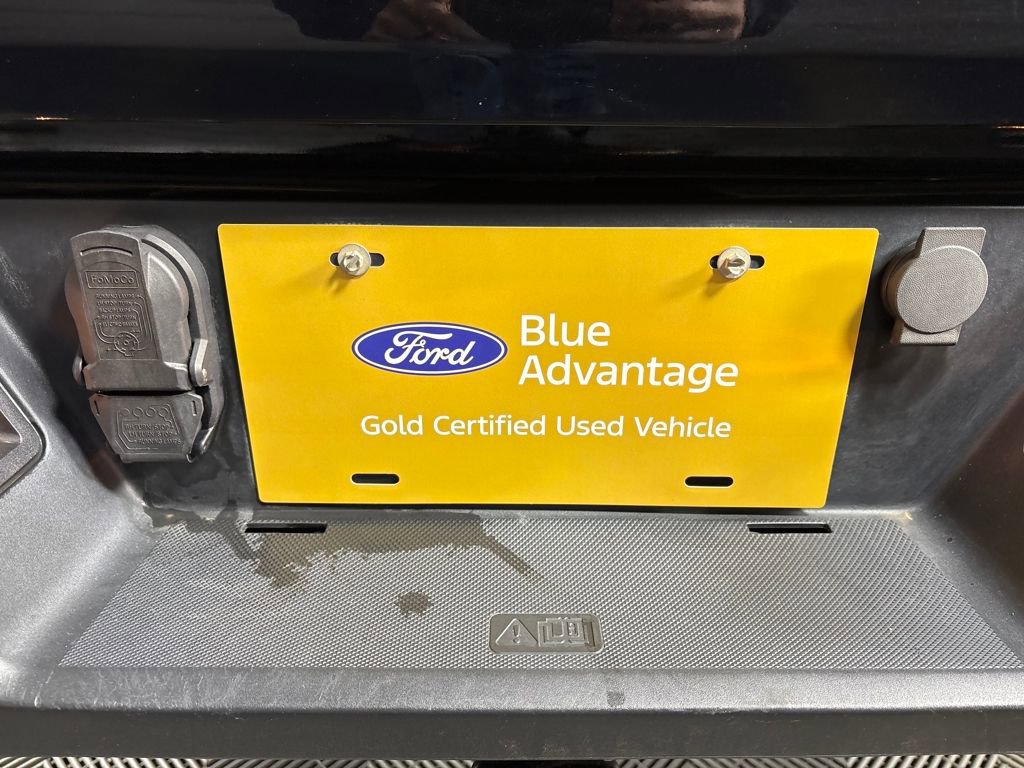 FoMoCo
Ford
Blue
Advantage
Gold Certified Used Vehicle